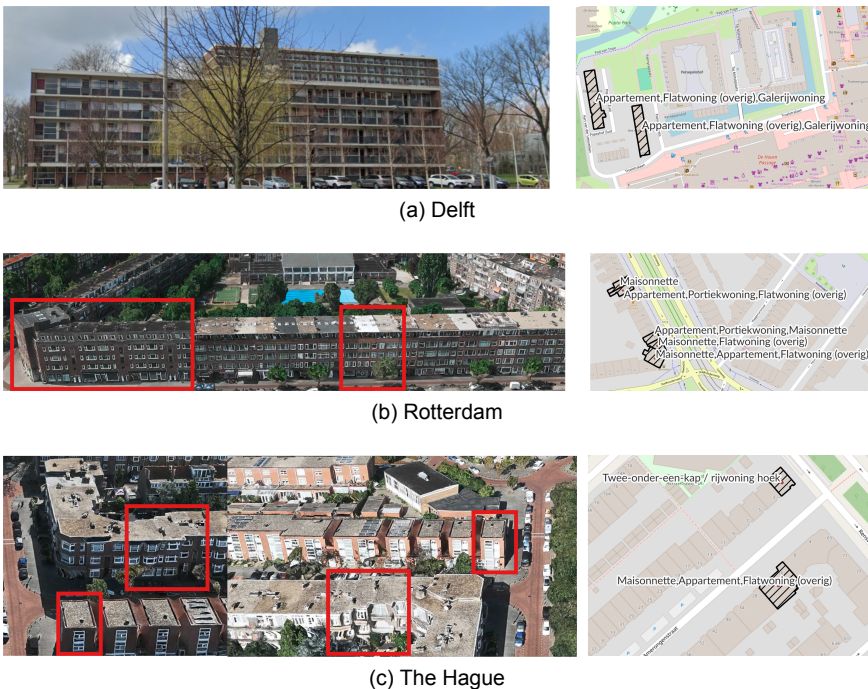 Appartement,Flatwoning (overig),Galerijwoning
Appartement,Flatwoning (overig),Galerijwoning
De Hoven
Passage
(a) Delft
Maisonnette
Appartement,Portiekwoning,Flatwoning (overig)
Appartement,Portiekwoning,Maisonnette
Maisonnette,Flatwoning (overig)
Maisonnette,Appartement,Flatwoning (overig)
(b) Rotterdam
Twee-onder-een-kap / rijwoning hoek
Maisonnette,Appartement,Flatwoning (overig)
Amerongenstraat
(c) The Hague